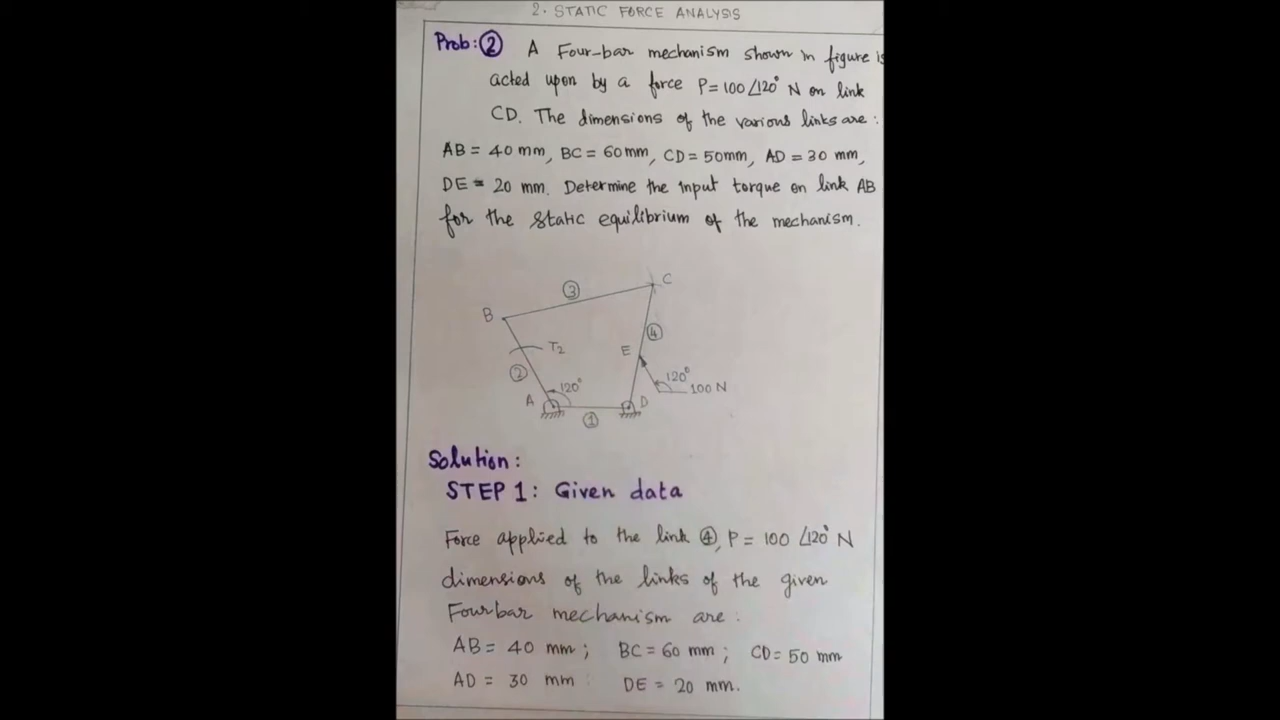 2. STATIC FORCE ANALYSIS
Prob: ② A Four-bar mechanism shown in figure is
acted upon by a force P = 100 ∠120° N on link
CD. The dimensions of the various links are :
AB = 40 mm, BC = 60 mm, CD = 50mm, AD = 30 mm,
DE = 20 mm. Determine the input torque on link AB
for the static equilibrium of the mechanism.
C
③
B
④
T2
E
②
120°
120°
100 N
A
D
①
Solution:
STEP 1: Given data
Force applied to the link ④, P = 100 ∠120° N
dimensions of the links of the given
Fourbar mechanism are :
AB = 40 mm ; BC = 60 mm ; CD = 50 mm
AD = 30 mm : DE = 20 mm.